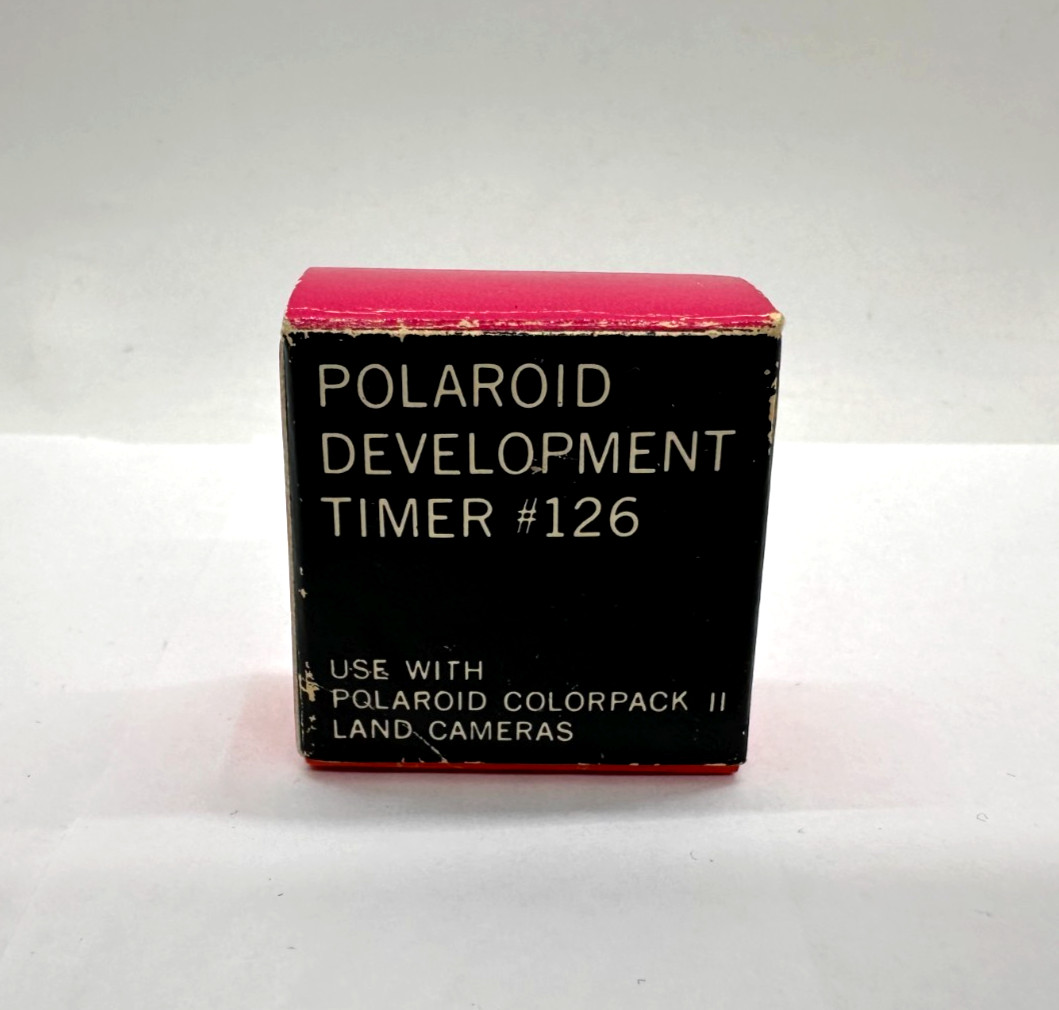 POLAROID
DEVELOPMENT
TIMER #126
USE WITH
POLAROID COLORPACK II
LAND CAMERAS